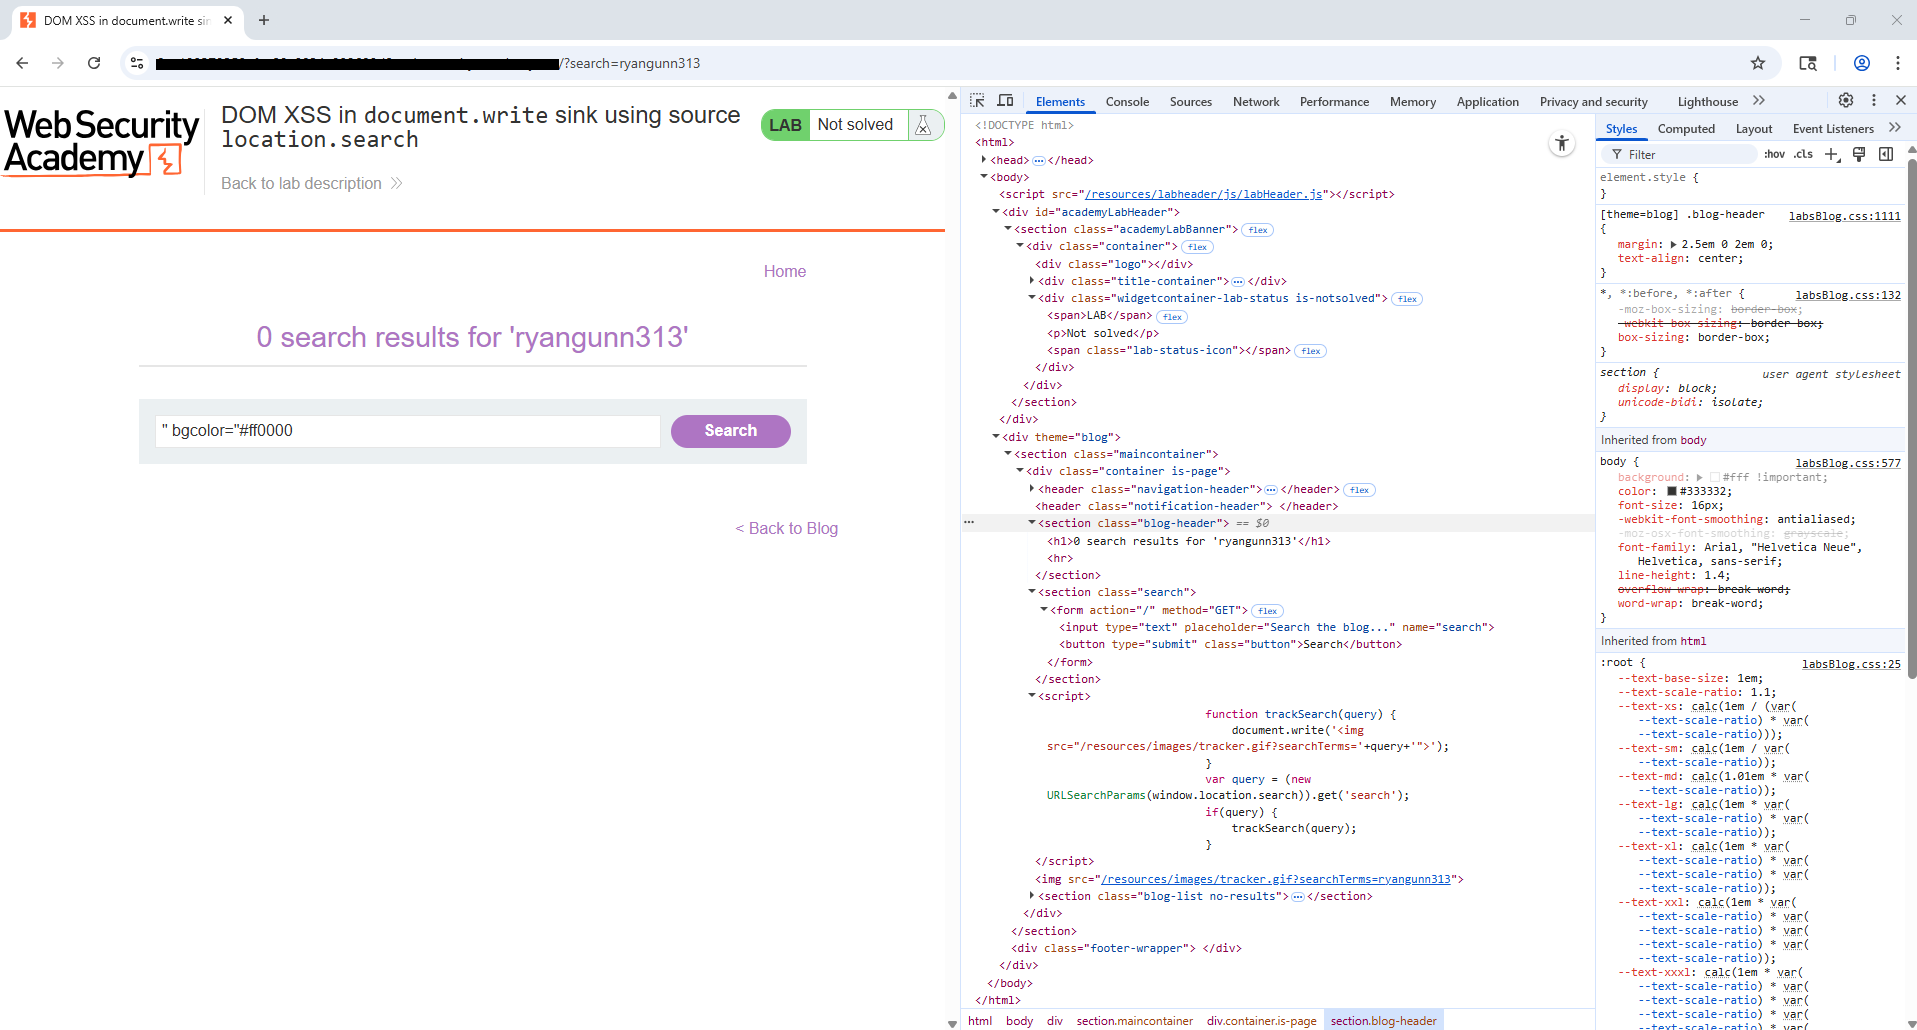 DOM XSS in document.write sin
/?search=ryangunn313
Web Security
Academy
DOM XSS in document.write sink using source
location.search
Back to lab description
LAB Not solved
Home
0 search results for 'ryangunn313'
" bgcolor="#ff0000
Search
< Back to Blog
Elements Console Sources Network Performance Memory Application Privacy and security Lighthouse
<!DOCTYPE html>
<html>
<head> </head>
<body>
<script src="/resources/labheader/js/labHeader.js"></script>
<div id="academyLabHeader">
<section class="academyLabBanner"> flex
<div class="container"> flex
<div class="logo"></div>
<div class="title-container"> </div>
<div class="widgetcontainer-lab-status is-notsolved"> flex
<span>LAB</span> flex
<p>Not solved</p>
<span class="lab-status-icon"></span> flex
</div>
</div>
</section>
</div>
<div theme="blog">
<section class="maincontainer">
<div class="container is-page">
<header class="navigation-header"> </header> flex
<header class="notification-header"> </header>
<section class="blog-header"> == $0
<h1>0 search results for 'ryangunn313'</h1>
<hr>
</section>
<section class="search">
<form action="/" method="GET"> flex
<input type="text" placeholder="Search the blog..." name="search">
<button type="submit" class="button">Search</button>
</form>
</section>
<script>
function trackSearch(query) {
document.write('<img
src="/resources/images/tracker.gif?searchTerms='+query+'">');
}
var query = (new
URLSearchParams(window.location.search)).get('search');
if(query) {
trackSearch(query);
}
</script>
<img src="/resources/images/tracker.gif?searchTerms=ryangunn313">
<section class="blog-list no-results"> </section>
</div>
</section>
<div class="footer-wrapper"> </div>
</div>
</body>
</html>
html body div section.maincontainer div.container.is-page section.blog-header
Styles Computed Layout Event Listeners
Filter :hov .cls
element.style {
}
[theme=blog] .blog-header labsBlog.css:1111
{
margin: 2.5em 0 2em 0;
text-align: center;
}
*, *:before, *:after { labsBlog.css:132
-moz-box-sizing: border-box;
-webkit-box-sizing: border-box;
box-sizing: border-box;
}
section { user agent stylesheet
display: block;
unicode-bidi: isolate;
}
Inherited from body
body { labsBlog.css:577
background: #fff !important;
color: #333332;
font-size: 16px;
-webkit-font-smoothing: antialiased;
-moz-osx-font-smoothing: grayscale;
font-family: Arial, "Helvetica Neue",
Helvetica, sans-serif;
line-height: 1.4;
overflow-wrap: break-word;
word-wrap: break-word;
}
Inherited from html
:root { labsBlog.css:25
--text-base-size: 1em;
--text-scale-ratio: 1.1;
--text-xs: calc(1em / (var(
--text-scale-ratio) * var(
--text-scale-ratio)));
--text-sm: calc(1em / var(
--text-scale-ratio));
--text-md: calc(1.01em * var(
--text-scale-ratio));
--text-lg: calc(1em * var(
--text-scale-ratio) * var(
--text-scale-ratio));
--text-xl: calc(1em * var(
--text-scale-ratio) * var(
--text-scale-ratio) * var(
--text-scale-ratio));
--text-xxl: calc(1em * var(
--text-scale-ratio) * var(
--text-scale-ratio) * var(
--text-scale-ratio) * var(
--text-scale-ratio));
--text-xxxl: calc(1em * var(
--text-scale-ratio) * var(
--text-scale-ratio) * var(
--text-scale-ratio) * var(
--text-scale-ratio) * var(